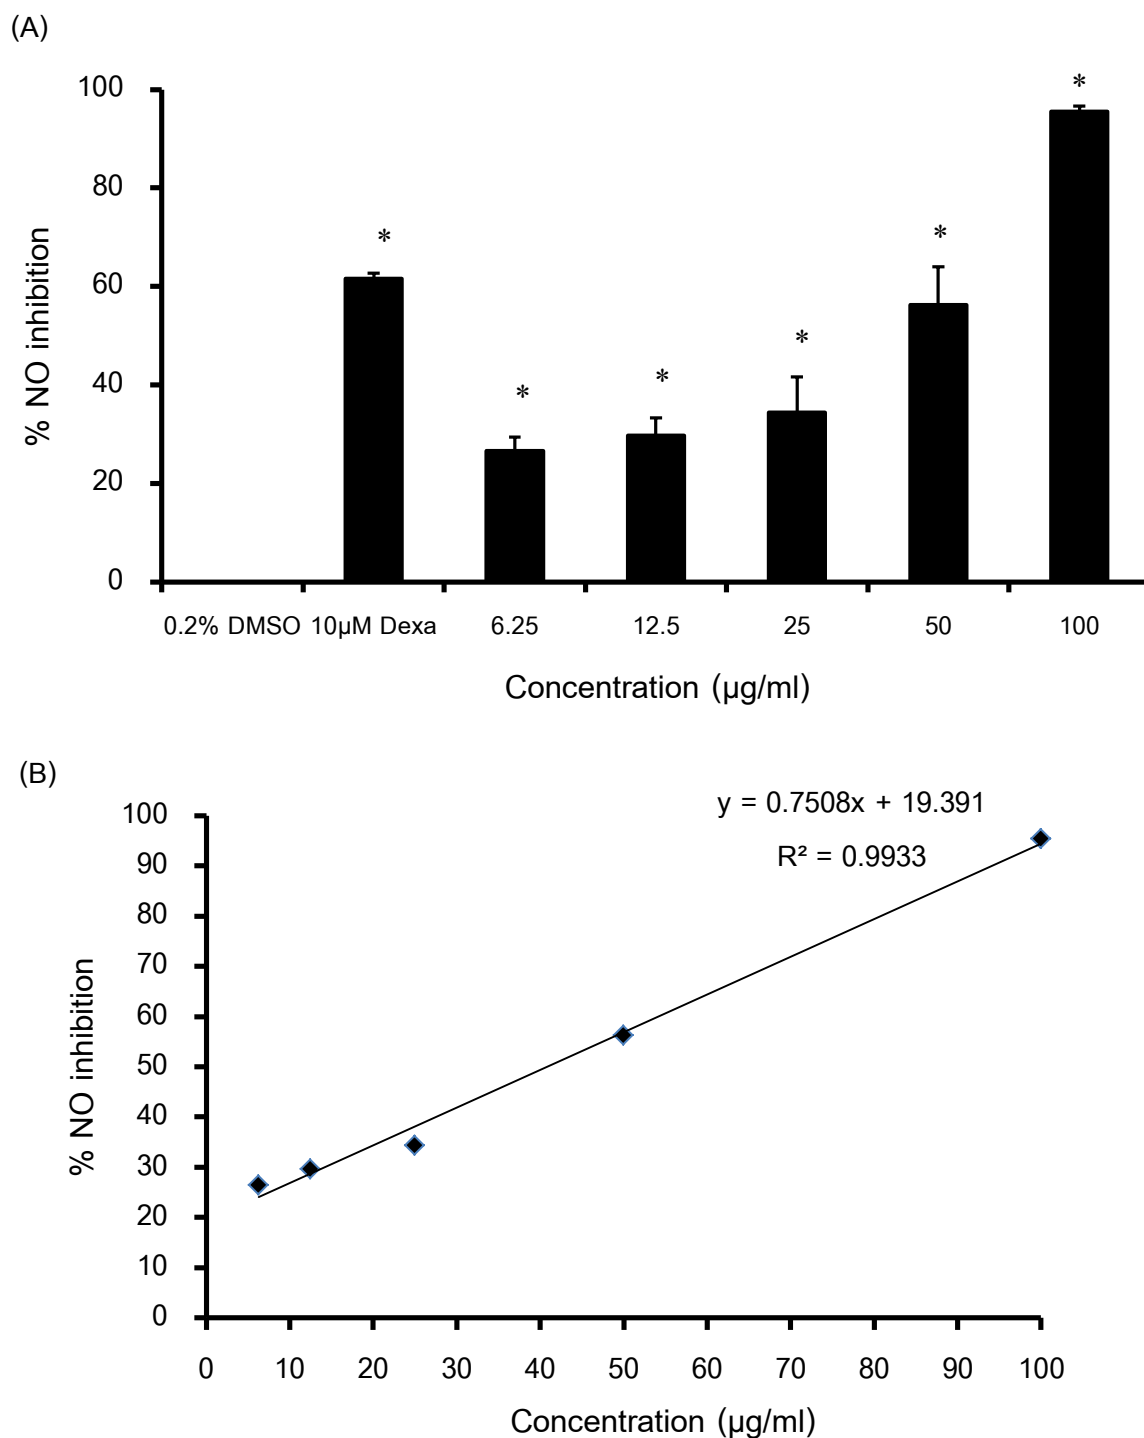 (A)
100
80
60
40
20
0
% NO inhibition
*
*
*
*
*
*
0.2% DMSO 10µM Dexa 6.25 12.5 25 50 100
Concentration (µg/ml)
(B)
y = 0.7508x + 19.391
R² = 0.9933
100
90
80
70
60
50
40
30
20
10
0
% NO inhibition
0 10 20 30 40 50 60 70 80 90 100
Concentration (µg/ml)